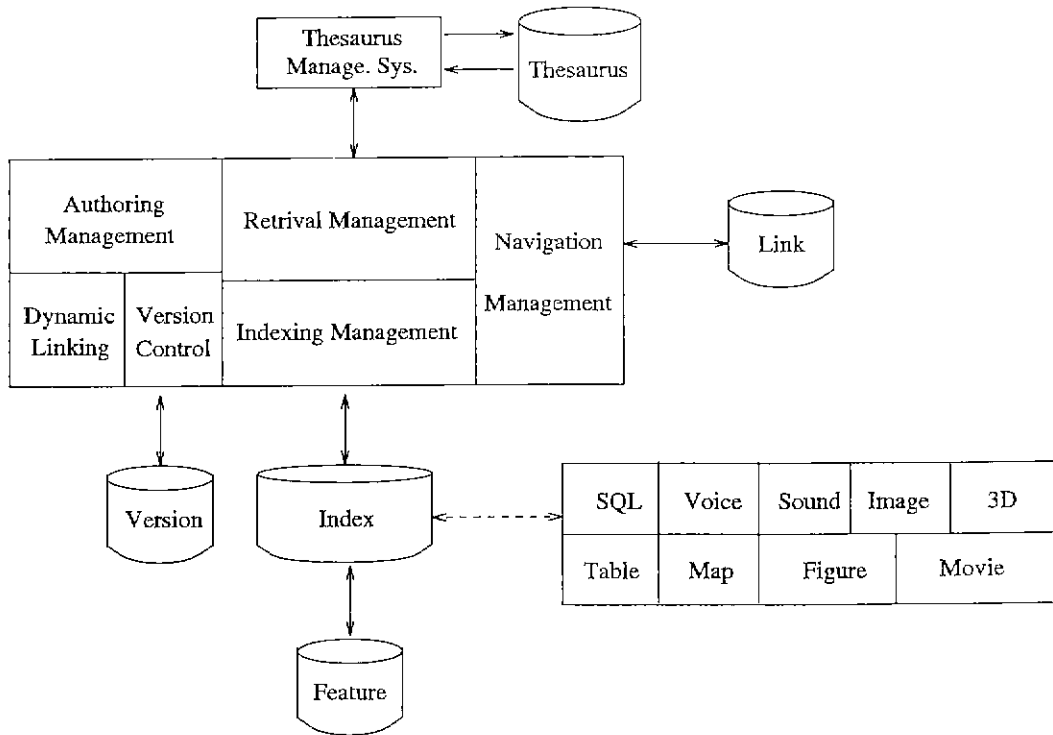 Thesaurus
Manage. Sys.
Thesaurus
Authoring
Management
Retrival Management
Navigation
Management
Link
Dynamic
Linking
Version
Control
Indexing Management
Version
Index
SQL
Voice
Sound
Image
3D
Table
Map
Figure
Movie
Feature